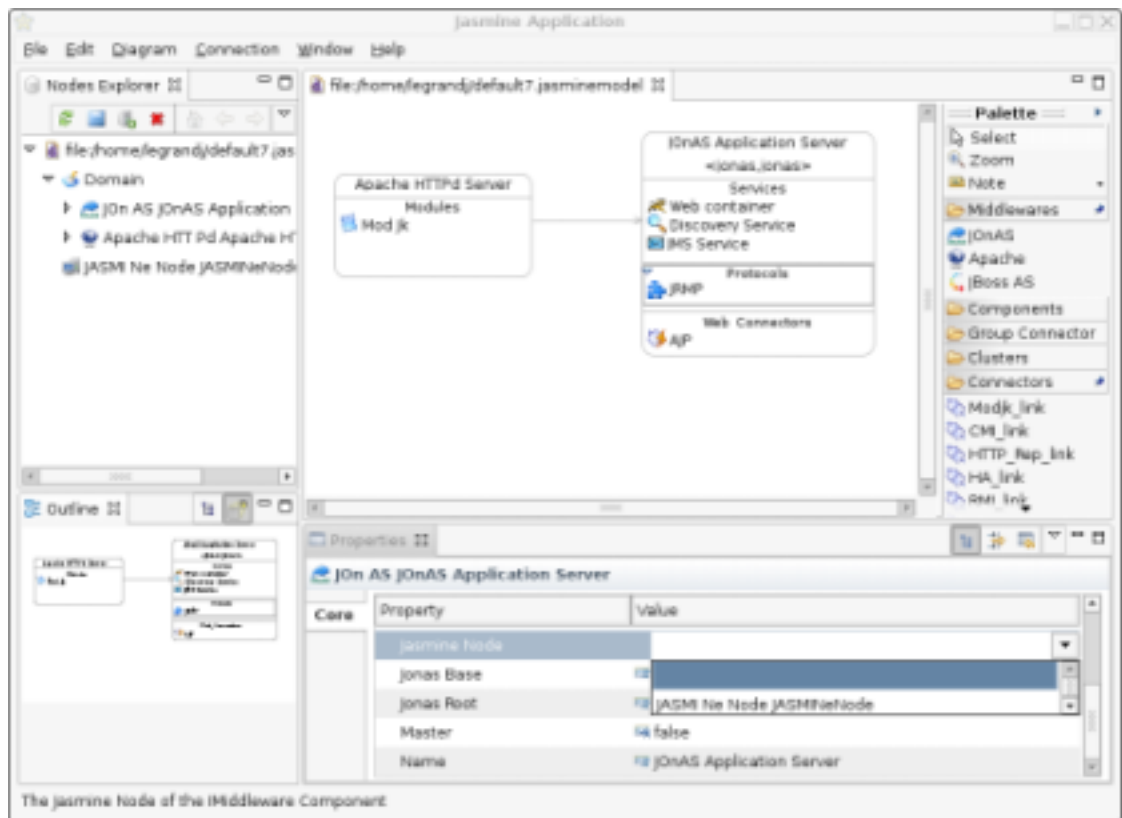 Jasmine Application
File Edit Diagram Connection Window Help
Nodes Explorer
file:/home/legrandj/default7.jas
Domain
JOn AS JOnAS Application
Apache HTT Pd Apache HT
JASMI Ne Node JASMINeNode
file:/home/legrandj/default7.jasminemodel
Apache HTTPd Server
Modules
Mod jk
JOnAS Application Server
<jonas,jonas>
Services
Web container
Discovery Service
JMS Service
Protocols
JRMP
Web Connectors
AJP
Palette
Select
Zoom
Note
Middlewares
JOnAS
Apache
JBoss AS
Components
Group Connector
Clusters
Connectors
Modjk_link
CMI_link
HTTP_Rep_link
HA_link
RMI_link
Outline
Properties
JOn AS JOnAS Application Server
Core
Property Value
Jasmine Node
Jonas Base
Jonas Root
JASMI Ne Node JASMINeNode
Master false
Name JOnAS Application Server
The Jasmine Node of the IMiddleware Component